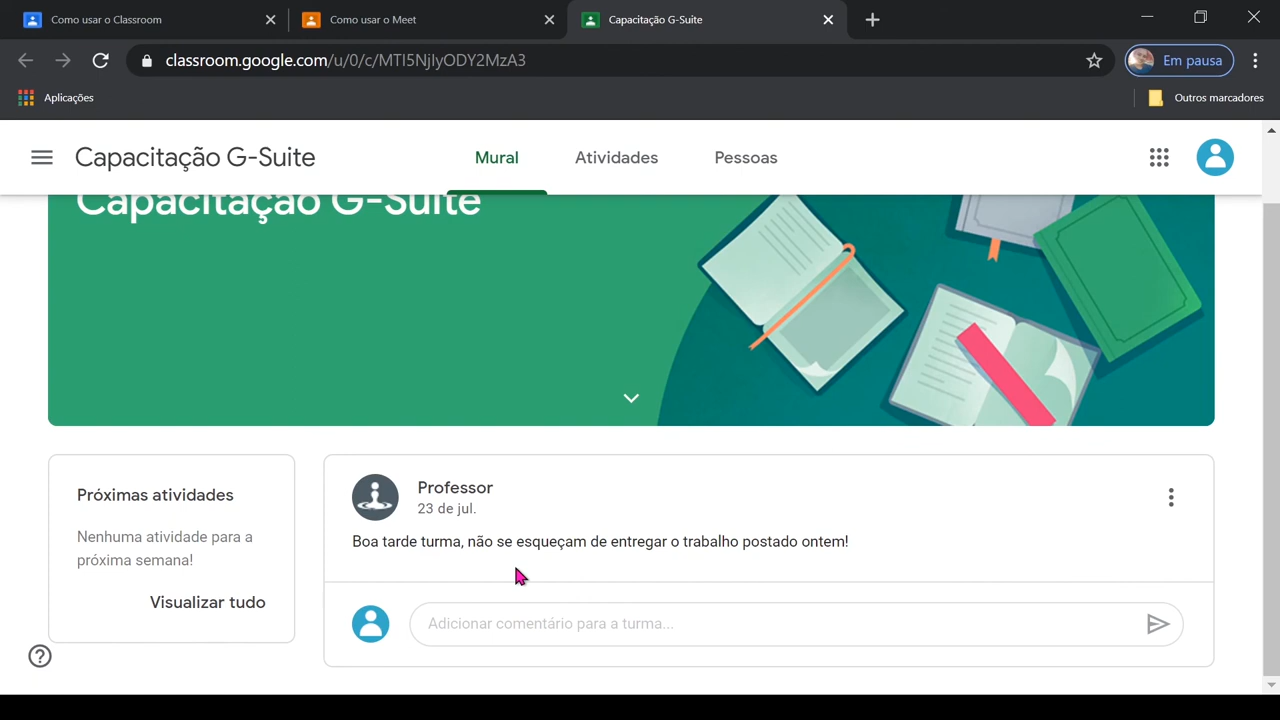 Como usar o Classroom
Como usar o Meet
Capacitação G-Suite
classroom.google.com/u/0/c/MTI5NjIyODY2MzA3
Em pausa
Aplicações
Outros marcadores
Capacitação G-Suite
Mural
Atividades
Pessoas
Capacitação G-Suite
Próximas atividades
Nenhuma atividade para a
próxima semana!
Visualizar tudo
Professor
23 de jul.
Boa tarde turma, não se esqueçam de entregar o trabalho postado ontem!
Adicionar comentário para a turma...